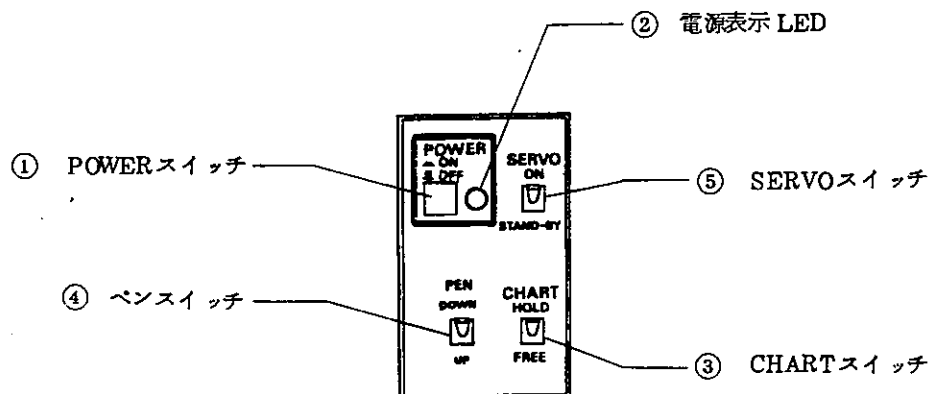 ② 電源表示 LED
① POWERスイッチ
POWER
ON
OFF
SERVO
ON
STAND-BY
⑤ SERVOスイッチ
④ ペンスイッチ
PEN
DOWN
UP
CHART
HOLD
FREE
③ CHARTスイッチ